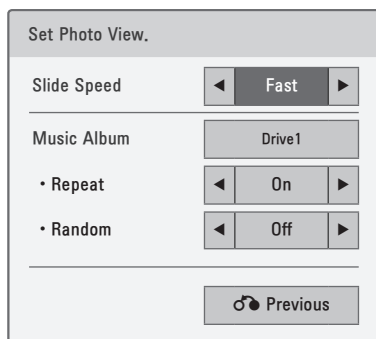 Set Photo View.
Slide Speed ◀ Fast ▶
Music Album Drive1
• Repeat ◀ On ▶
• Random ◀ Off ▶
Previous